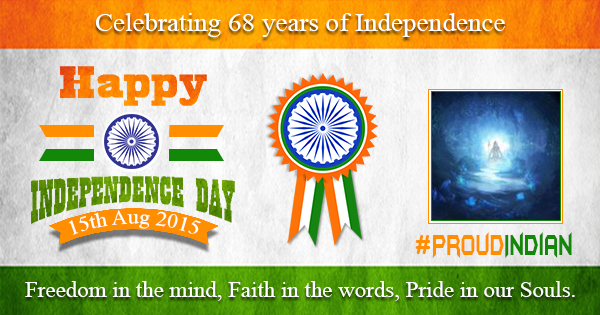 Celebrating 68 years of Independence
Happy
INDEPENDENCE DAY
15th Aug 2015
#PROUDINDIAN
Freedom in the mind, Faith in the words, Pride in our Souls.